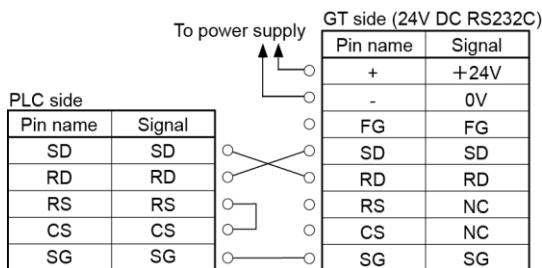 To power supply
GT side (24V DC RS232C)
Pin name Signal
+ +24V
- 0V
FG FG
SD SD
RD RD
RS NC
CS NC
SG SG
PLC side
Pin name Signal
SD SD
RD RD
RS RS
CS CS
SG SG